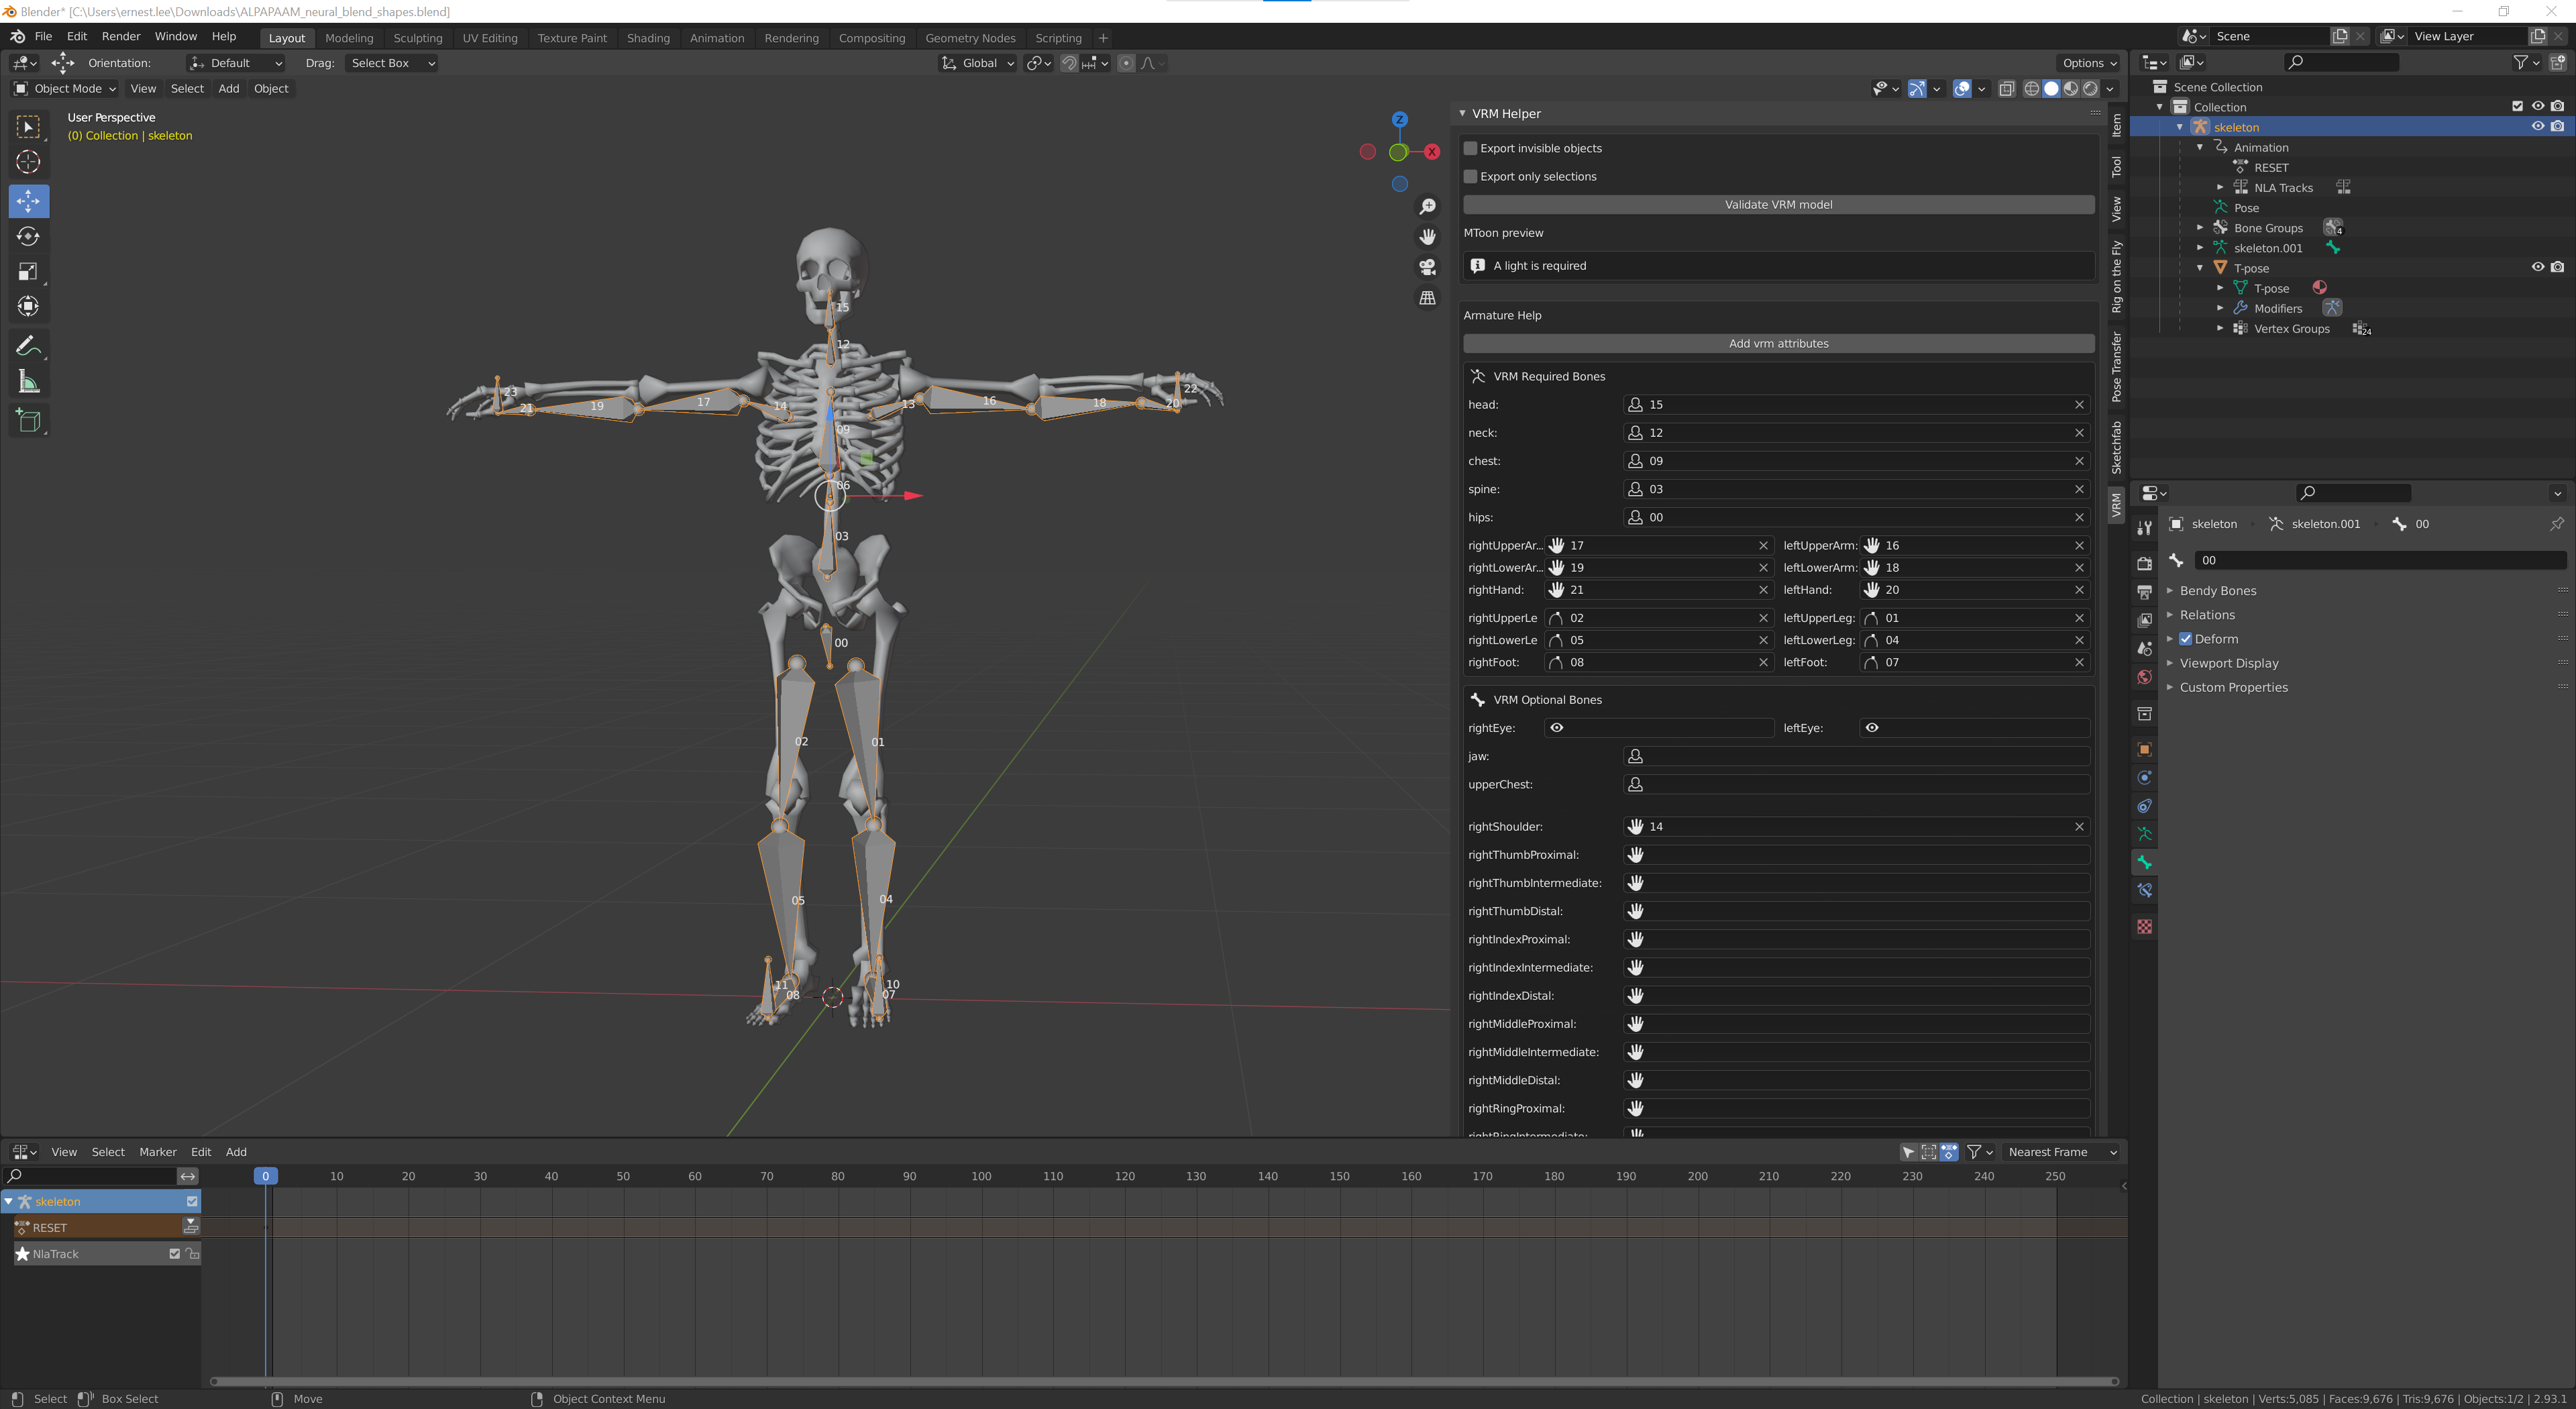 Blender* [C:\Users\ernest.lee\Downloads\ALPAPAAM_neural_blend_shapes.blend]
File Edit Render Window Help Layout Modeling Sculpting UV Editing Texture Paint Shading Animation Rendering Compositing Geometry Nodes Scripting + Scene View Layer
Orientation: Default Drag: Select Box Global Options
Object Mode View Select Add Object
User Perspective
(0) Collection | skeleton
Z
X
15
12
23
21
19
17
14
13
16
18
20
22
09
06
03
00
02
01
05
04
11
08
10
07
VRM Helper
Export invisible objects
Export only selections
Validate VRM model
MToon preview
A light is required
Armature Help
Add vrm attributes
VRM Required Bones
head: 15
neck: 12
chest: 09
spine: 03
hips: 00
rightUpperAr... 17 leftUpperArm: 16
rightLowerAr... 19 leftLowerArm: 18
rightHand: 21 leftHand: 20
rightUpperLe 02 leftUpperLeg: 01
rightLowerLe 05 leftLowerLeg: 04
rightFoot: 08 leftFoot: 07
VRM Optional Bones
rightEye: leftEye:
jaw:
upperChest:
rightShoulder: 14
rightThumbProximal:
rightThumbIntermediate:
rightThumbDistal:
rightIndexProximal:
rightIndexIntermediate:
rightIndexDistal:
rightMiddleProximal:
rightMiddleIntermediate:
rightMiddleDistal:
rightRingProximal:
rightRingIntermediate:
Item
Tool
View
Rig on the Fly
Pose Transfer
Sketchfab
VRM
Scene Collection
Collection
skeleton
Animation
RESET
NLA Tracks
Pose
Bone Groups 4
skeleton.001
T-pose
T-pose
Modifiers
Vertex Groups 24
skeleton skeleton.001 00
00
Bendy Bones
Relations
Deform
Viewport Display
Custom Properties
View Select Marker Edit Add Nearest Frame
0 10 20 30 40 50 60 70 80 90 100 110 120 130 140 150 160 170 180 190 200 210 220 230 240 250
skeleton
RESET
NlaTrack
Select Box Select Move Object Context Menu Collection | skeleton | Verts:5,085 | Faces:9,676 | Tris:9,676 | Objects:1/2 | 2.93.1